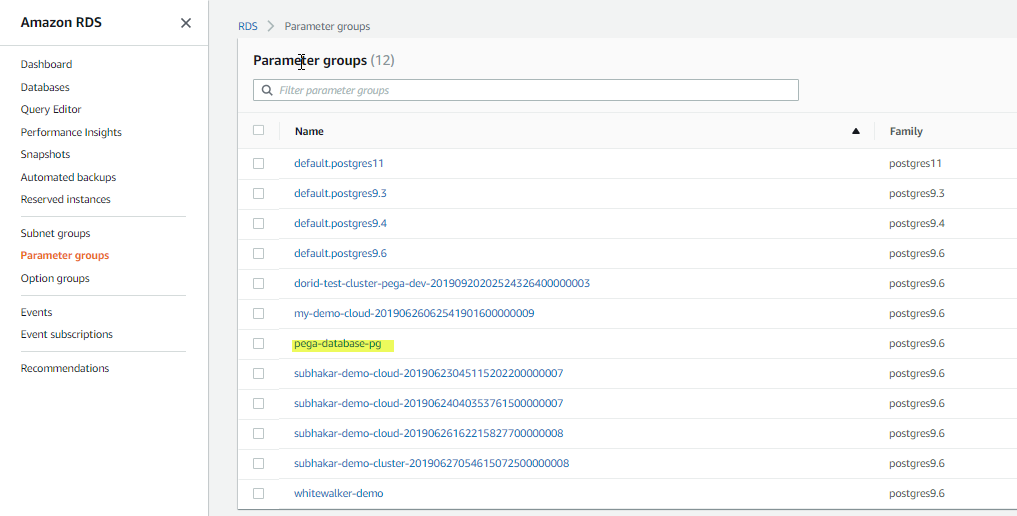 Amazon RDS
Dashboard
Databases
Query Editor
Performance Insights
Snapshots
Automated backups
Reserved instances
Subnet groups
Parameter groups
Option groups
Events
Event subscriptions
Recommendations
RDS > Parameter groups
Parameter groups (12)
Filter parameter groups
Name Family
default.postgres11 postgres11
default.postgres9.3 postgres9.3
default.postgres9.4 postgres9.4
default.postgres9.6 postgres9.6
dorid-test-cluster-pega-dev-20190920202524326400000003 postgres9.6
my-demo-cloud-20190626062541901600000009 postgres9.6
pega-database-pg postgres9.6
subhakar-demo-cloud-20190623045115202200000007 postgres9.6
subhakar-demo-cloud-20190624040353761500000007 postgres9.6
subhakar-demo-cloud-20190626162215827700000008 postgres9.6
subhakar-demo-cluster-20190627054615072500000008 postgres9.6
whitewalker-demo postgres9.6